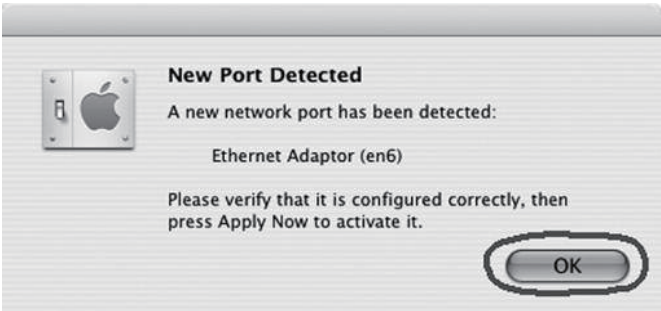 New Port Detected
A new network port has been detected:
Ethernet Adaptor (en6)
Please verify that it is configured correctly, then
press Apply Now to activate it.
OK